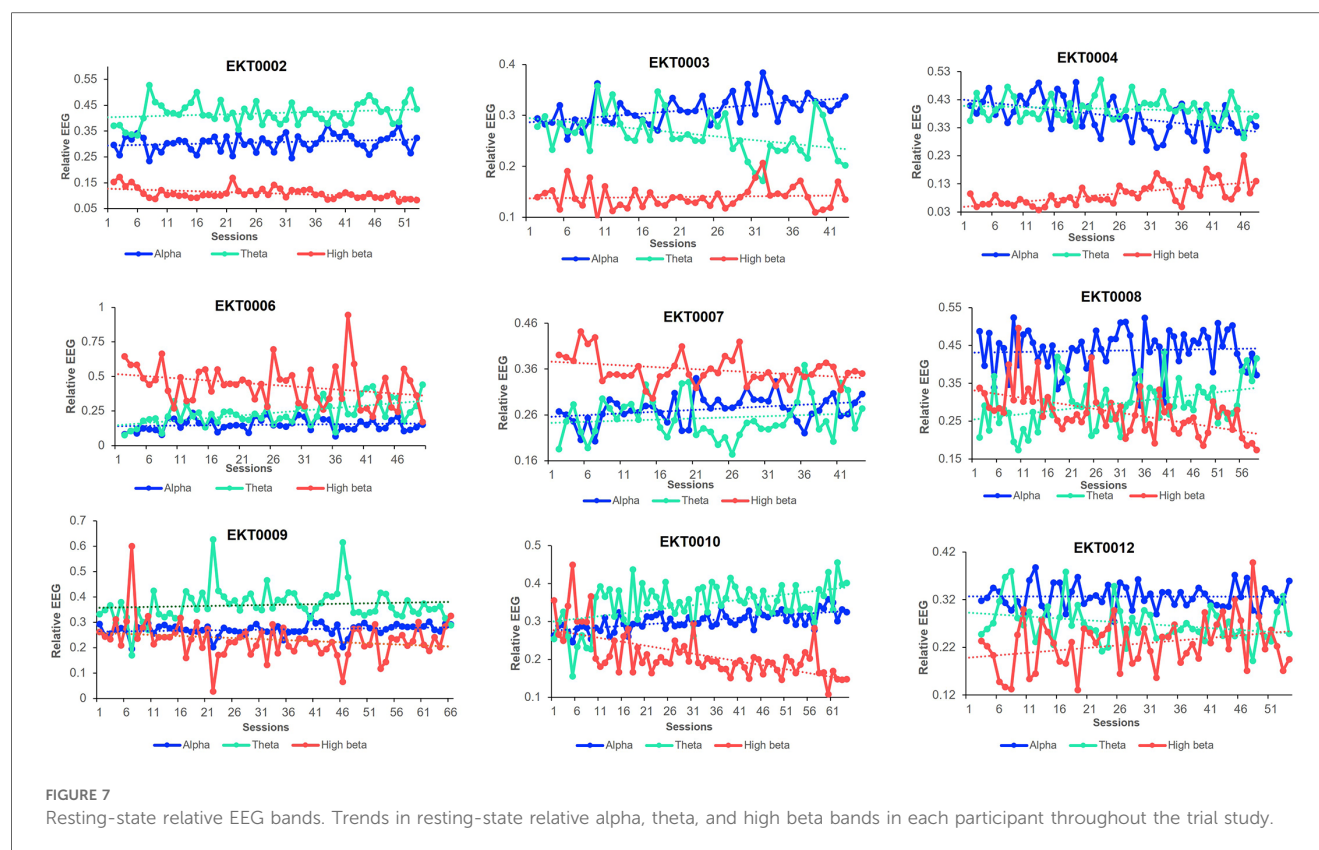 EKT0002
Relative EEG
0.55
0.45
0.35
0.25
0.15
0.05
1 6 11 16 21 26 31 36 41 46 51
Sessions
Alpha Theta High beta
EKT0003
Relative EEG
0.4
0.3
0.2
0.1
1 6 11 16 21 26 31 36 41
Sessions
Alpha Theta High beta
EKT0004
Relative EEG
0.53
0.43
0.33
0.23
0.13
0.03
1 6 11 16 21 26 31 36 41 46
Sessions
Alpha Theta High beta
EKT0006
Relative EEG
1
0.75
0.5
0.25
0
1 6 11 16 21 26 31 36 41 46
Sessions
Alpha Theta High beta
EKT0007
Relative EEG
0.46
0.36
0.26
0.16
1 6 11 16 21 26 31 36 41
Sessions
Alpha Theta High beta
EKT0008
Relative EEG
0.55
0.45
0.35
0.25
0.15
1 6 11 16 21 26 31 36 41 46 51 56
Sessions
Alpha Theta High beta
EKT0009
Relative EEG
0.7
0.6
0.5
0.4
0.3
0.2
0.1
0
1 6 11 16 21 26 31 36 41 46 51 56 61 66
Sessions
Alpha Theta High beta
EKT0010
Relative EEG
0.5
0.4
0.3
0.2
0.1
1 6 11 16 21 26 31 36 41 46 51 56 61
Sessions
Alpha Theta High beta
EKT0012
Relative EEG
0.42
0.32
0.22
0.12
1 6 11 16 21 26 31 36 41 46 51
Sessions
Alpha Theta High beta
FIGURE 7
Resting-state relative EEG bands. Trends in resting-state relative alpha, theta, and high beta bands in each participant throughout the trial study.